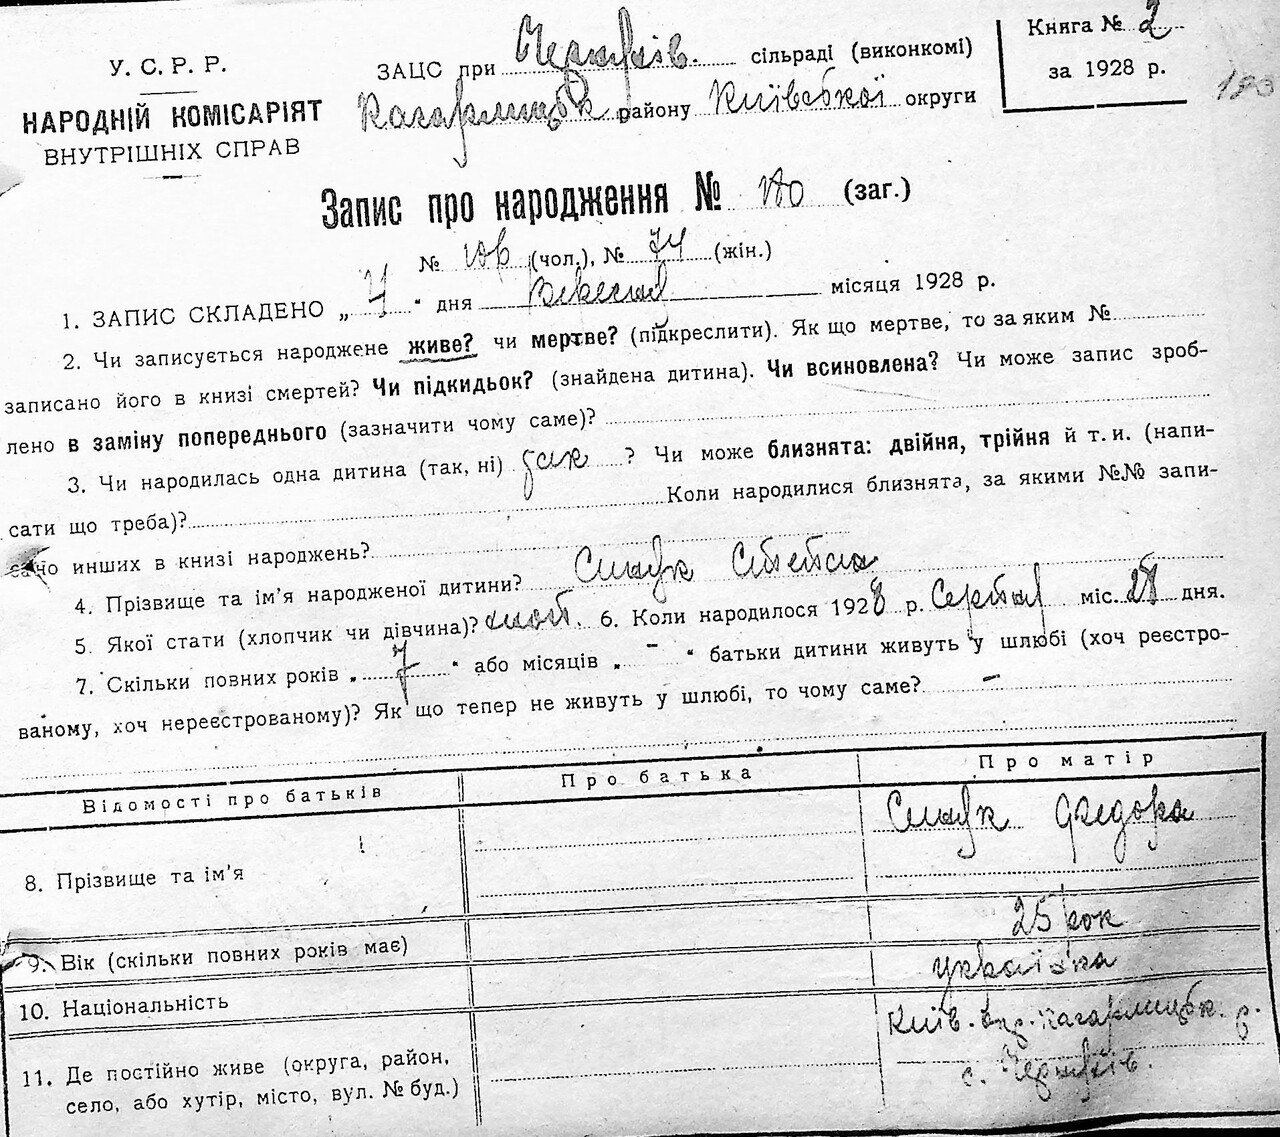 У. С. Р. Р.
НАРОДНІЙ КОМІСАРІЯТ
ВНУТРІШНІХ СПРАВ
ЗАЦС при сільраді (виконкомі)
Кагарлицьк району Київської округи
Книга № 2
за 1928 р.
180
Запис про народження № 180 (заг.)
№ (чол.), № 74 (жін.)
1. ЗАПИС СКЛАДЕНО „ " дня вересня місяця 1928 р.
2. Чи записується народжене живе? чи мертве? (підкреслити). Як що мертве, то за яким №
записано його в книзі смертей? Чи підкидьок? (знайдена дитина). Чи всиновлена? Чи може запис зроб-
лено в заміну попереднього (зазначити чому саме)?
3. Чи народилась одна дитина (так, ні) так ? Чи може близнята: двійня, трійня й т. и. (напи-
сати що треба)? Коли народилися близнята, за якими №№ запи-
сано инших в книзі народжень?
4. Прізвище та ім'я народженої дитини?
5. Якої стати (хлопчик чи дівчина)? 6. Коли народилося 1928 р. Серпня міс. 28 дня.
7. Скільки повних років „ 7 " або місяців „ - " батьки дитини живуть у шлюбі (хоч реєстро-
ваному, хоч нереєстрованому)? Як що тепер не живуть у шлюбі, то чому саме? -
Відомості про батьків Про батька Про матір
8. Прізвище та ім'я Федора
9. Вік (скільки повних років має) 25 рок
10. Національність українка
11. Де постійно живе (округа, район, Київ. окр. Кагарлицьк. р.
село, або хутір, місто, вул. № буд.) с.